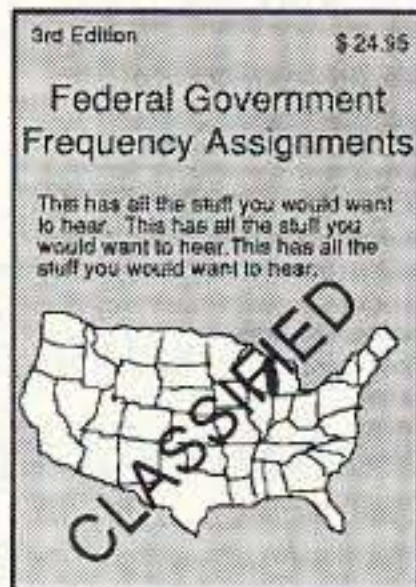 3rd Edition
$ 24.95
Federal Government
Frequency Assignments
This has all the stuff you would want
to hear. This has all the stuff you
would want to hear. This has all the
stuff you would want to hear.
CLASSIFIED